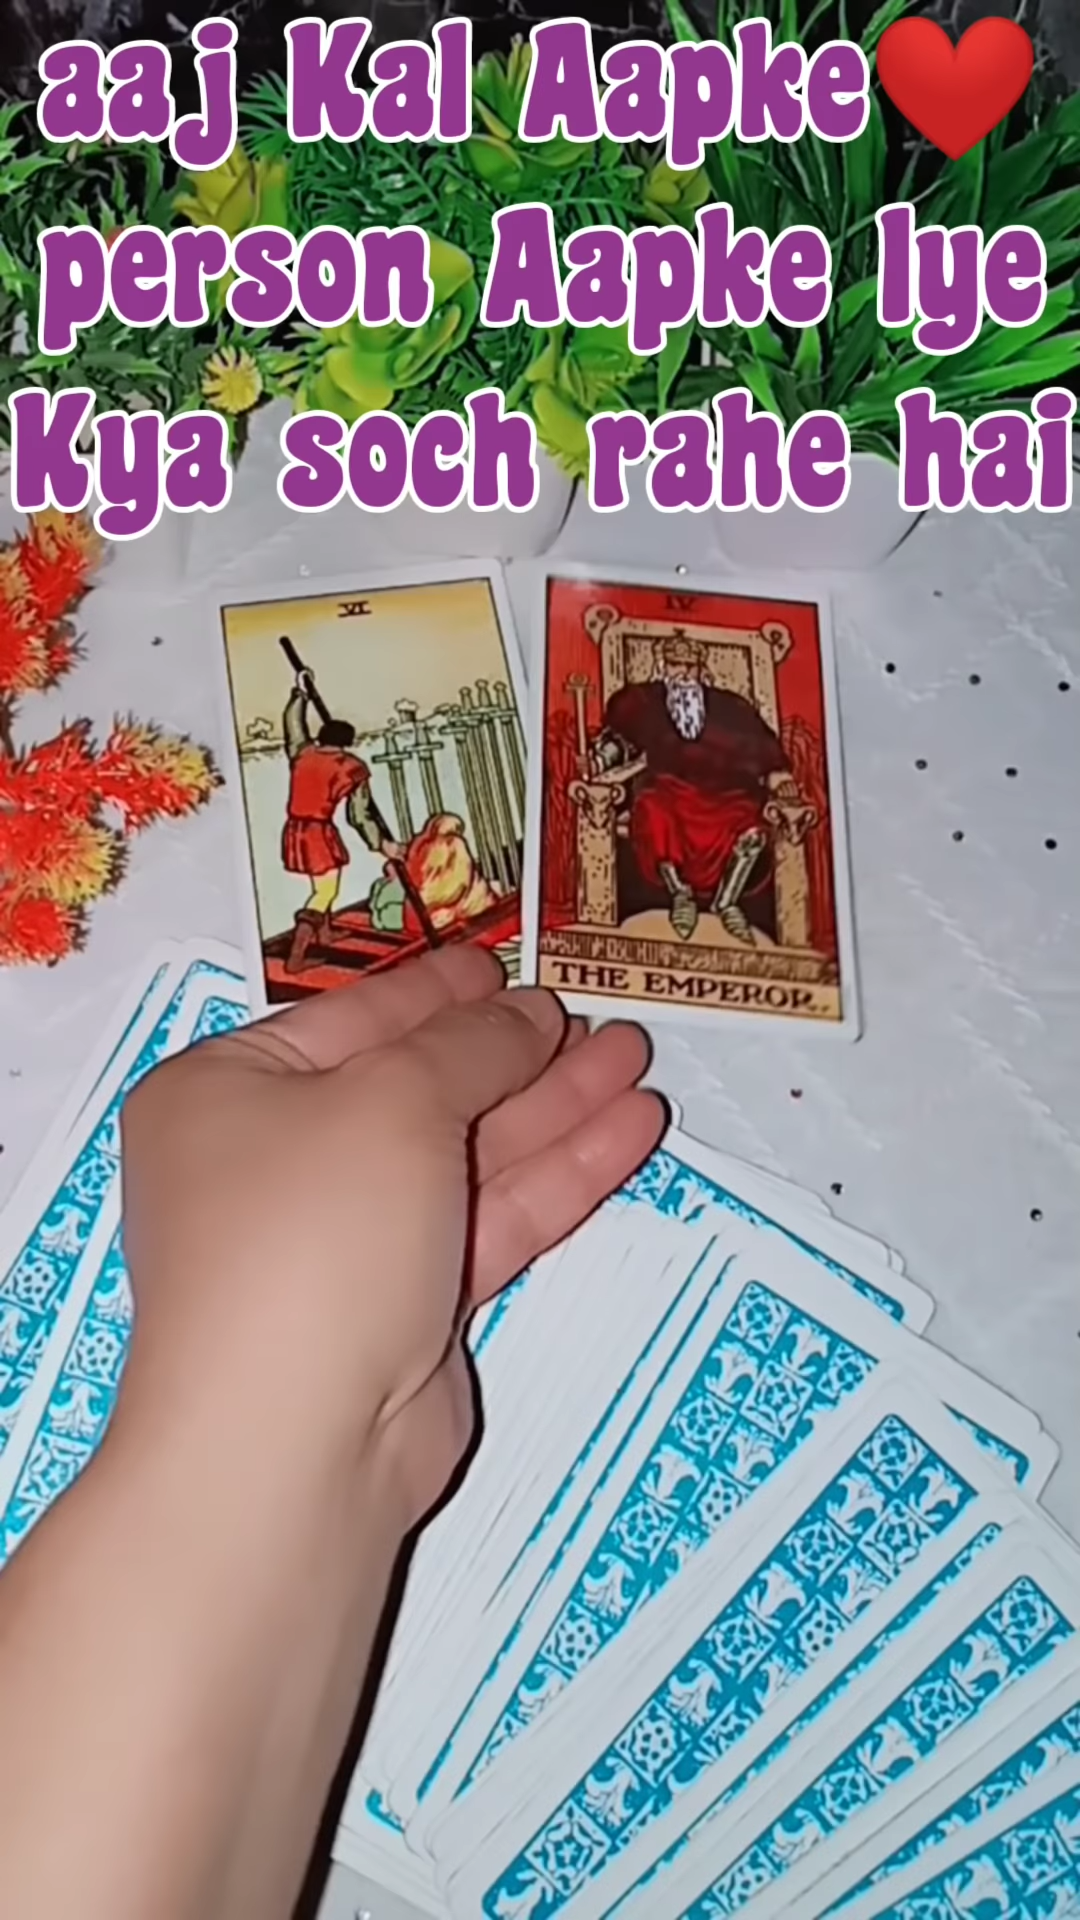 aaj Kal Aapke❤️
person Aapke lye
Kya soch rahe hai
VI
IV
THE EMPEROR.